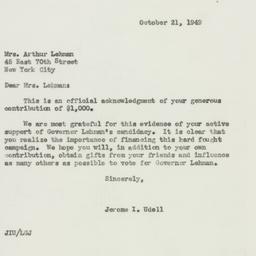 October 21, 1949
Mrs. Arthur Lehman
45 East 70th Street
New York City
Dear Mrs. Lehman:
This is an official acknowledgment of your generous
contribution of $1,000.
We are most grateful for this evidence of your active
support of Governor Lehman's candidacy. It is clear that
you realize the importance of financing this hard fought
campaign. We hope you will, in addition to your own
contribution, obtain gifts from your friends and influence
as many others as possible to vote for Governor Lehman.
Sincerely,
Jerome I. Udell
JIU/LSJ